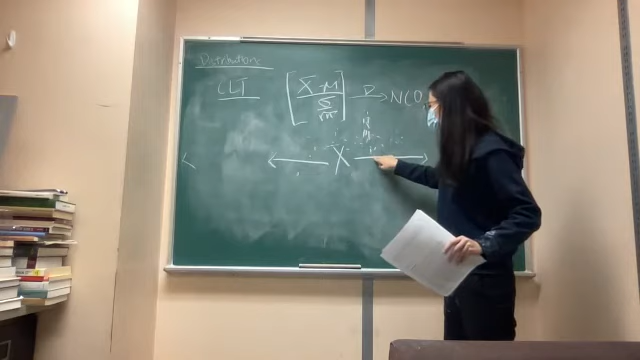 Distributions
CLT [X̄-M / S/√n] D→ N(0,
X